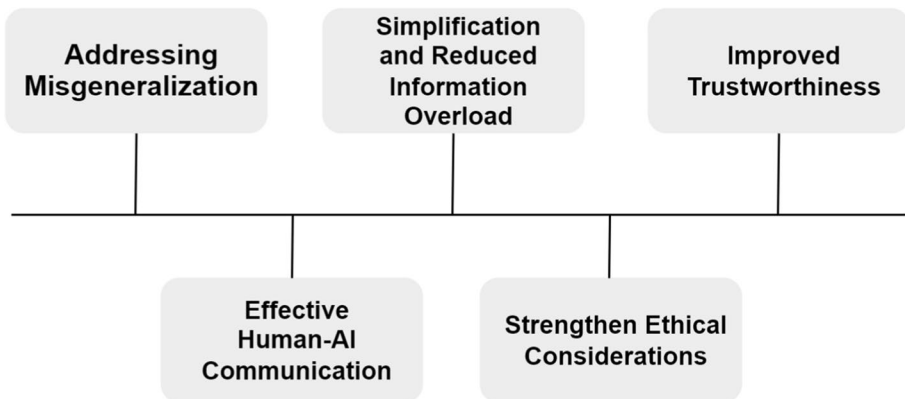 Addressing
Misgeneralization
Simplification
and Reduced
Information
Overload
Improved
Trustworthiness
Effective
Human-AI
Communication
Strengthen Ethical
Considerations